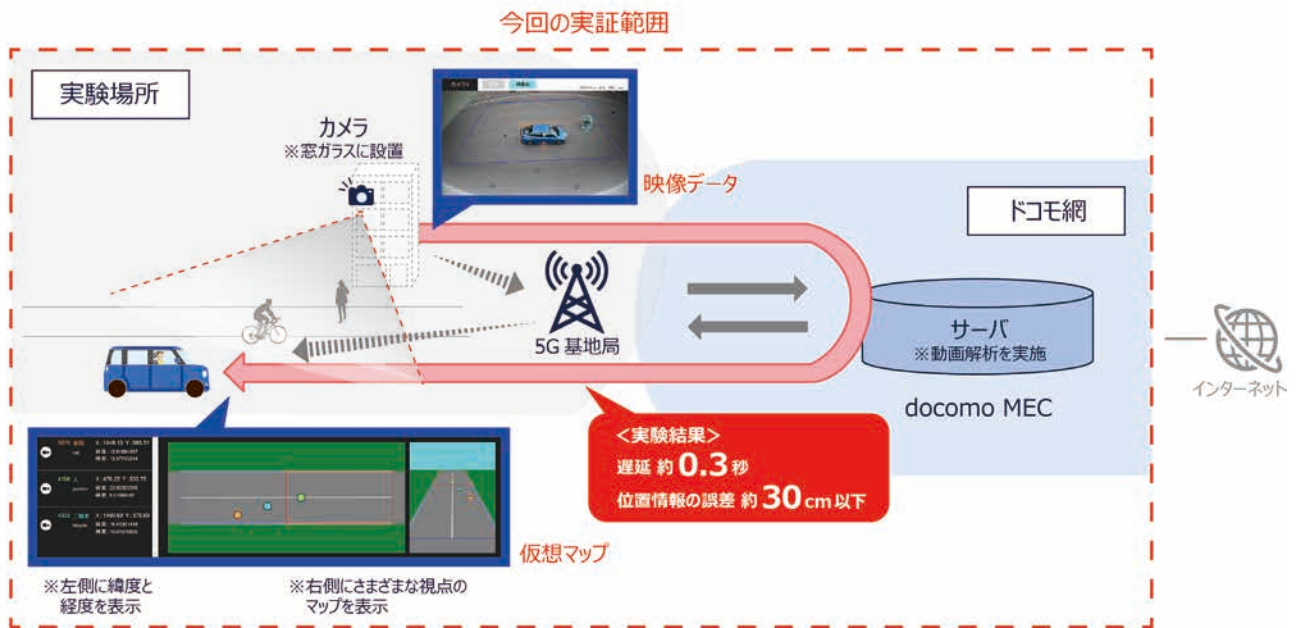 今回の実証範囲
実験場所
カメラ
※窓ガラスに設置
カメラ4
映像データ
ドコモ網
サーバ
※動画解析を実施
docomo MEC
インターネット
5G 基地局
<実験結果>
遅延 約 0.3 秒
位置情報の誤差 約 30 cm 以下
仮想マップ
※左側に緯度と
経度を表示
※右側にさまざまな視点の
マップを表示